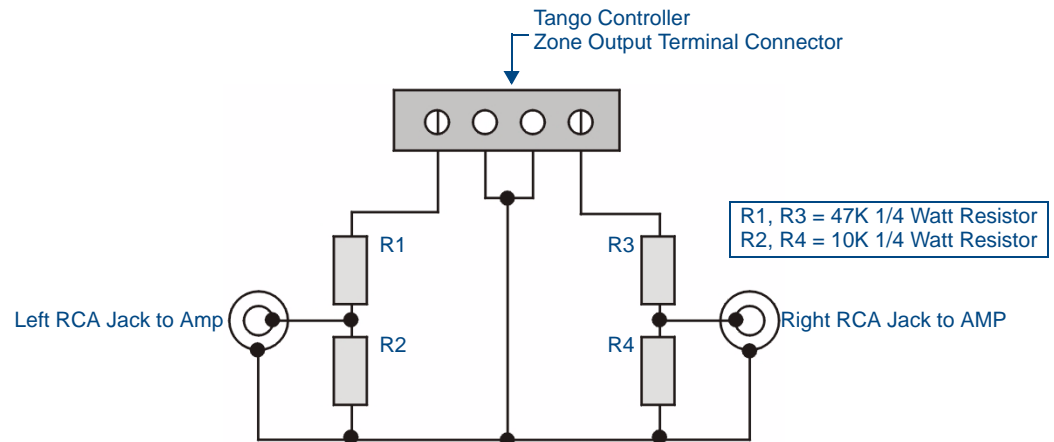 Tango Controller
Zone Output Terminal Connector
R1, R3 = 47K 1/4 Watt Resistor
R2, R4 = 10K 1/4 Watt Resistor
R1
R3
Left RCA Jack to Amp
Right RCA Jack to AMP
R2
R4